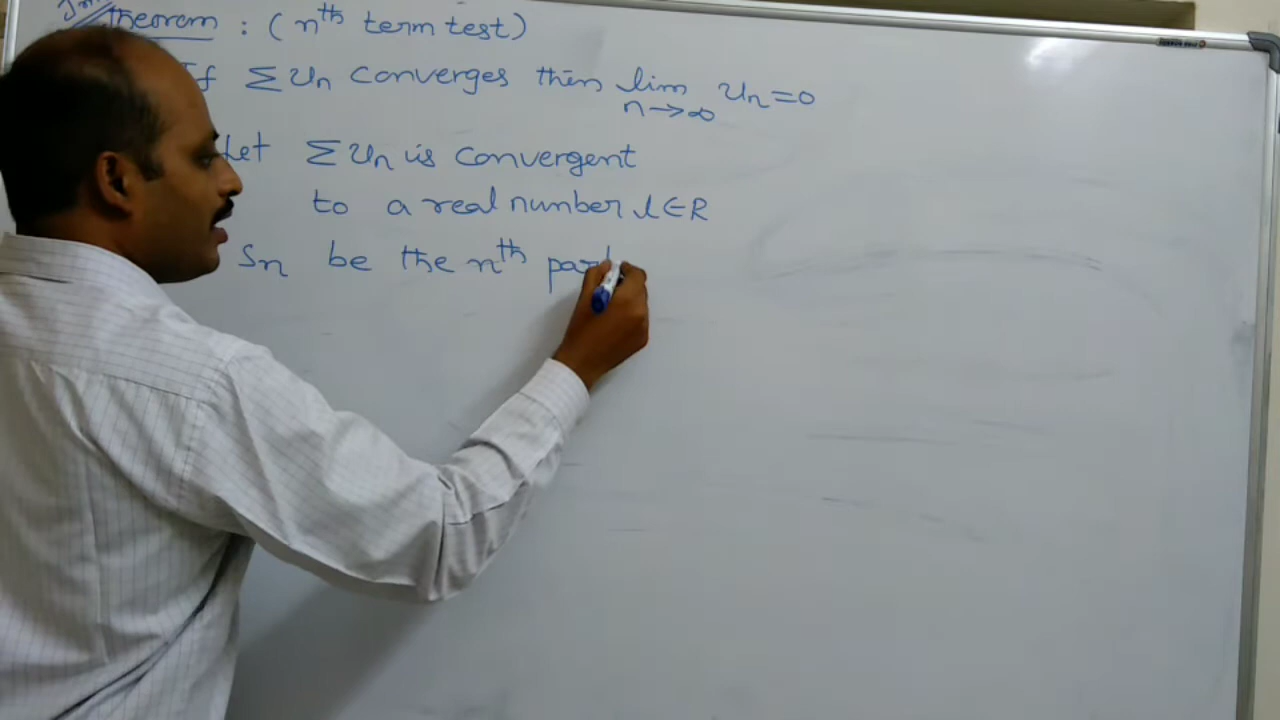 Theorem : (nth term test)
If Σ Un converges then lim n→∞ Un = 0
Let Σ Un is convergent
to a real number l ∈ R
Sn be the nth part